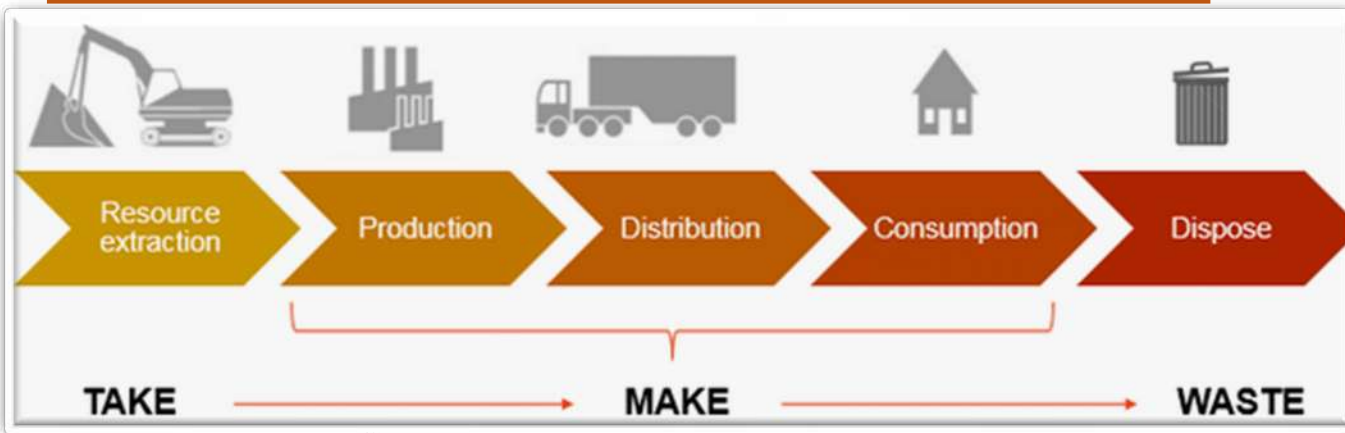 Resource
extraction
Production
Distribution
Consumption
Dispose
TAKE
MAKE
WASTE